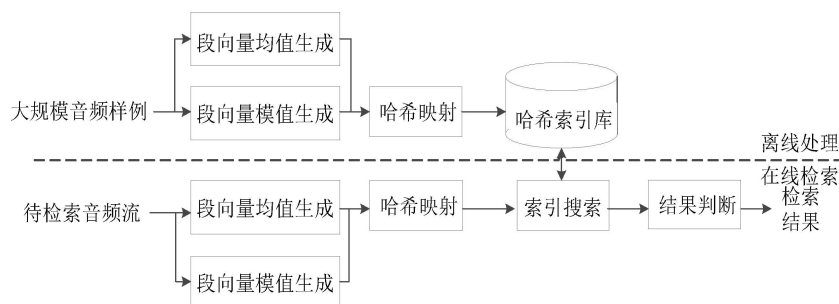 段向量均值生成
大规模音频样例
段向量模值生成
哈希映射
哈希索引库
离线处理
在线检索
待检索音频流
段向量均值生成
哈希映射
索引搜索
结果判断
检索
结果
段向量模值生成